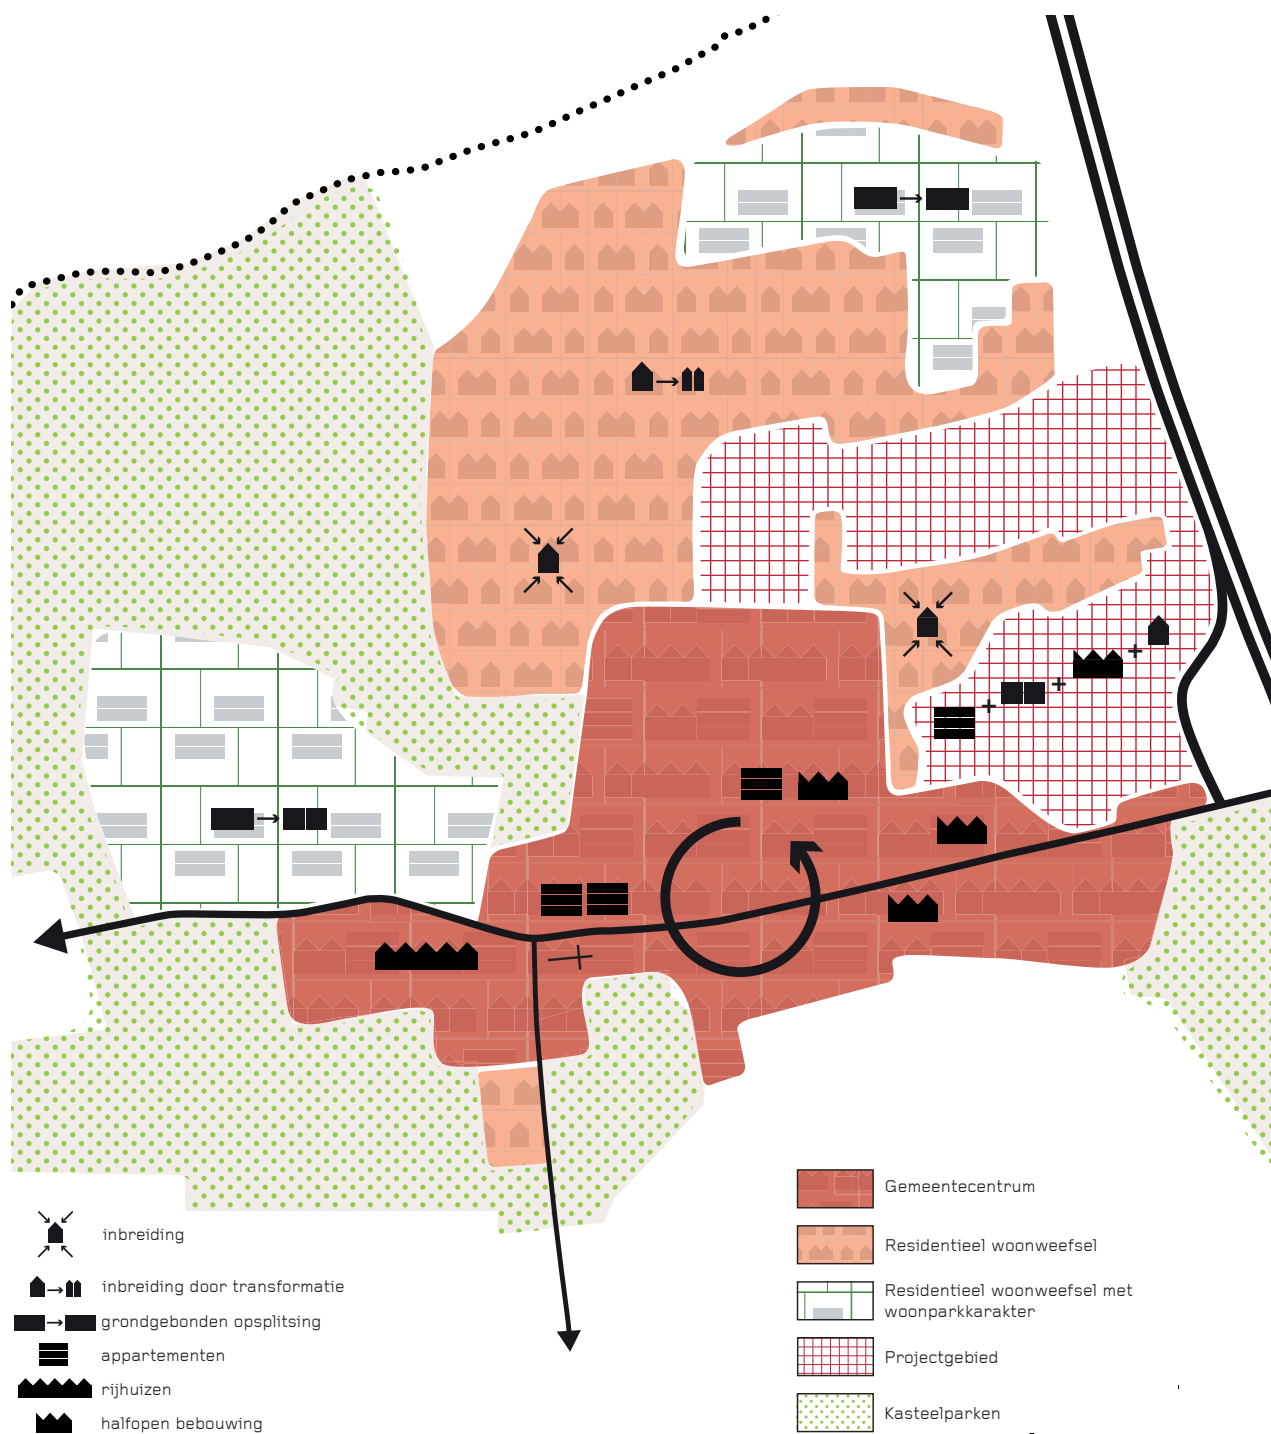 inbreiding
inbreiding door transformatie
grondgebonden opsplitsing
appartementen
rijhuizen
halfopen bebouwing
Gemeentecentrum
Residentieel woonweefsel
Residentieel woonweefsel met
woonparkkarakter
Projectgebied
Kasteelparken